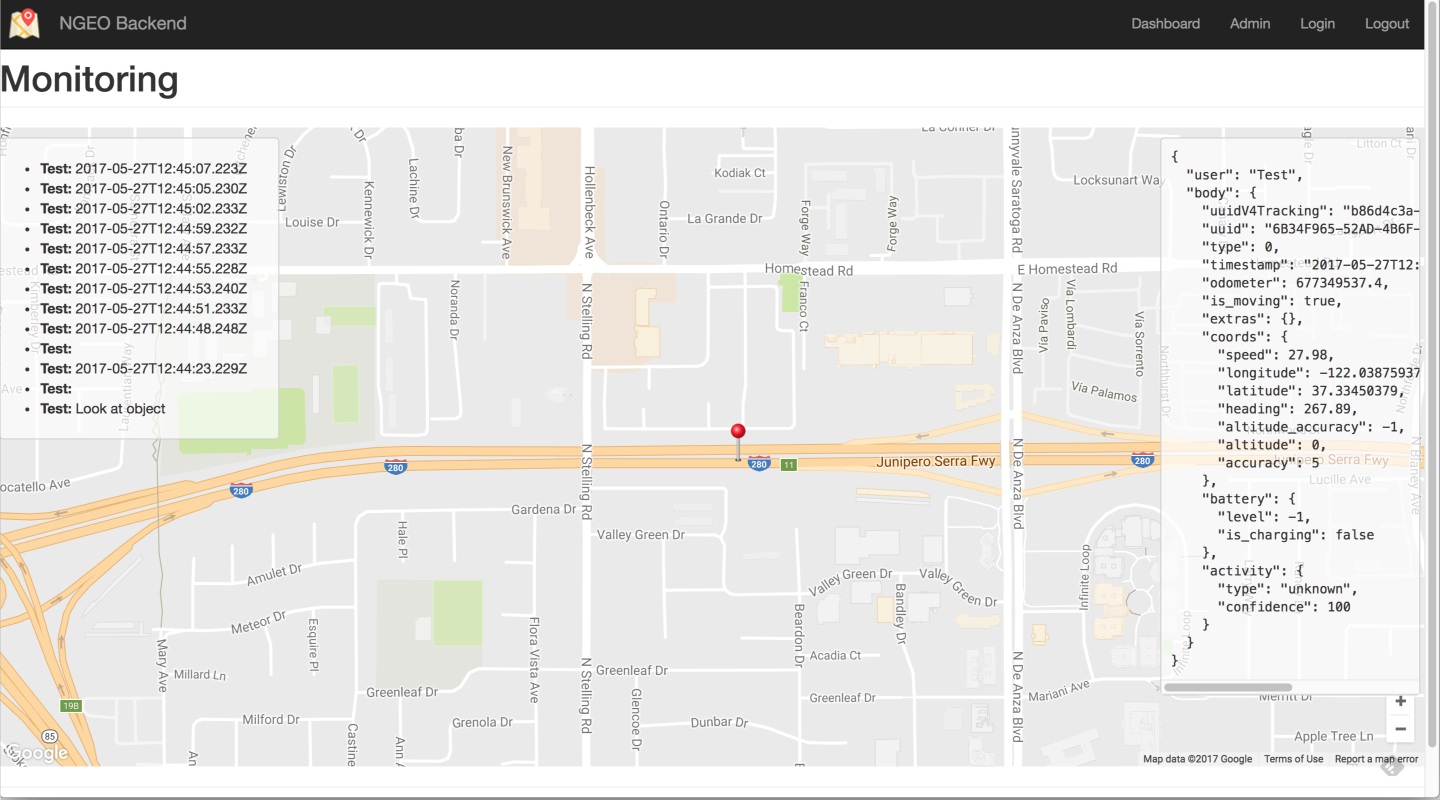 NGEO Backend
Dashboard Admin Login Logout
Monitoring
Test: 2017-05-27T12:45:07.223Z
Test: 2017-05-27T12:45:05.230Z
Test: 2017-05-27T12:45:02.233Z
Test: 2017-05-27T12:44:59.232Z
Test: 2017-05-27T12:44:57.233Z
Test: 2017-05-27T12:44:55.228Z
Test: 2017-05-27T12:44:53.240Z
Test: 2017-05-27T12:44:51.233Z
Test: 2017-05-27T12:44:48.248Z
Test:
Test: 2017-05-27T12:44:23.229Z
Test:
Test: Look at object
Lewiston Dr
Louise Dr
Kennewick Dr
Lachine Dr
ba Dr
New Brunswick Ave
Hollenbeck Ave
Ontario Dr
Kodiak Ct
La Grande Dr
Forge Way
Forge Way
La Conner Dr
Locksunart Way
Litton Ct
Homestead Rd
E Homestead Rd
Franco Ct
Noranda Dr
N Stelling Rd
nnyvale Saratoga Rd
N De Anza Blvd
Via Paviso
Via Lombardi
Via Sorrento
Via Palamos
Kimberley Dr
Laurentian Way
Northhurst Dr
280
280
280
11
Junipero Serra Fwy
280
N Stelling Rd
N De Anza Blvd
Lucille Ave
N Blaney Ave
ocatello Ave
Gardena Dr
Valley Green Dr
Hale Pl
Amulet Dr
Meteor Dr
Esquire Pl
Mary Ave
Millard Ln
Flora Vista Ave
Valley Green Dr
Valley Green Dr
Bandley Dr
Beardon Dr
Infinite Loop
Acadia Ct
Greenleaf Dr
Greenleaf Dr
Greenleaf Dr
N Stelling Rd
N De Anza Blvd
Mariani Ave
Merritt Dr
19B
85
Milford Dr
Grenola Dr
Glencoe Dr
Dunbar Dr
Castine
Ann A
An
Apple Tree Ln
{
"user": "Test",
"body": {
"uuidV4Tracking": "b86d4c3a-
"uuid": "6B34F965-52AD-4B6F-
"type": 0,
"timestamp": "2017-05-27T12:
"odometer": 677349537.4,
"is_moving": true,
"extras": {},
"coords": {
"speed": 27.98,
"longitude": -122.03875937
"latitude": 37.33450379,
"heading": 267.89,
"altitude_accuracy": -1,
"altitude": 0,
"accuracy": 5
},
"battery": {
"level": -1,
"is_charging": false
},
"activity": {
"type": "unknown",
"confidence": 100
}
}
}
+
−
Google
Map data ©2017 Google Terms of Use Report a map error